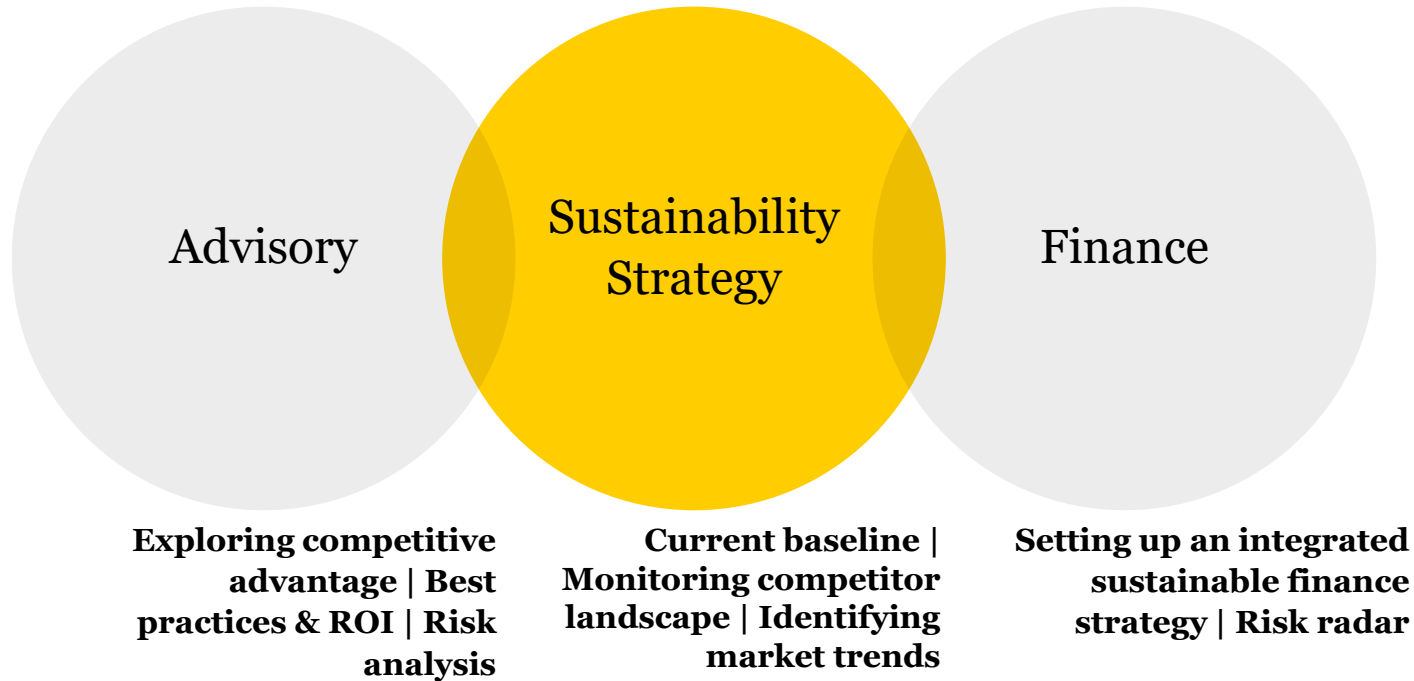 Advisory
Sustainability
Strategy
Finance
Exploring competitive
advantage | Best
practices & ROI | Risk
analysis
Current baseline |
Monitoring competitor
landscape | Identifying
market trends
Setting up an integrated
sustainable finance
strategy | Risk radar